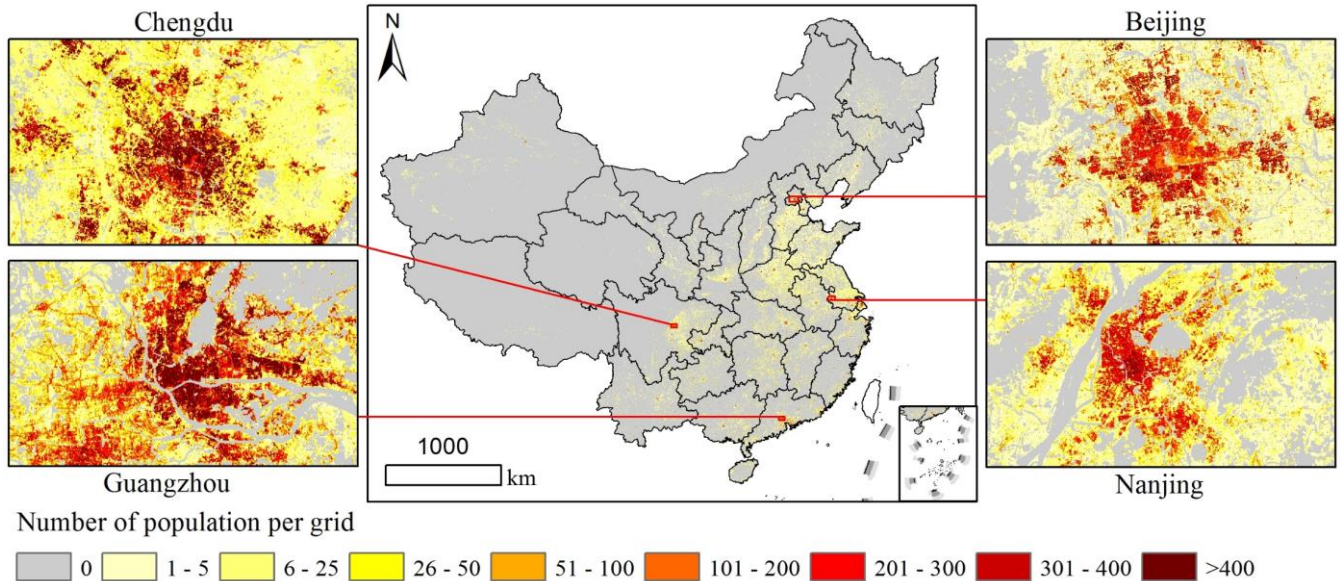 Chengdu
Beijing
N
1000
km
Guangzhou
Nanjing
Number of population per grid
0 1 - 5 6 - 25 26 - 50 51 - 100 101 - 200 201 - 300 301 - 400 >400